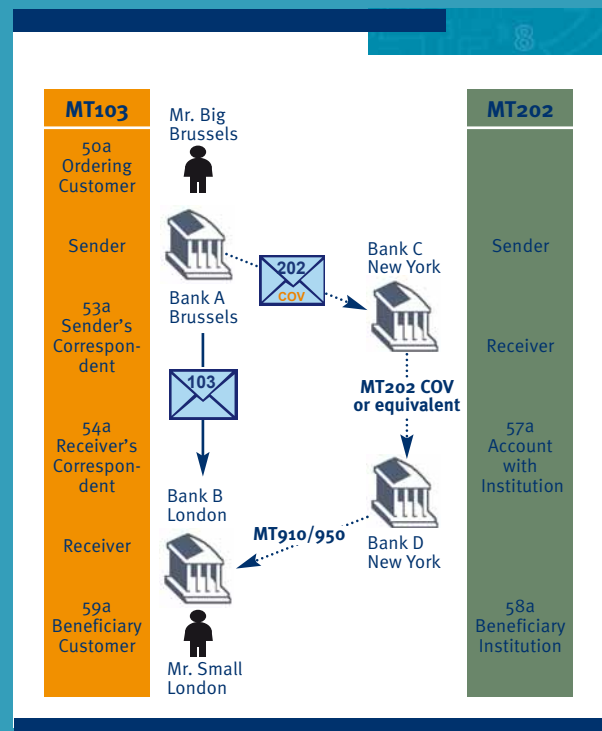 8
MT103
50a
Ordering
Customer
Sender
53a
Sender's
Correspon-
dent
54a
Receiver's
Correspon-
dent
Receiver
59a
Beneficiary
Customer
Mr. Big
Brussels
Bank A
Brussels
202
COV
Bank C
New York
103
MT202 COV
or equivalent
Bank B
London
MT910/950
Bank D
New York
Mr. Small
London
MT202
Sender
Receiver
57a
Account
with
Institution
58a
Beneficiary
Institution